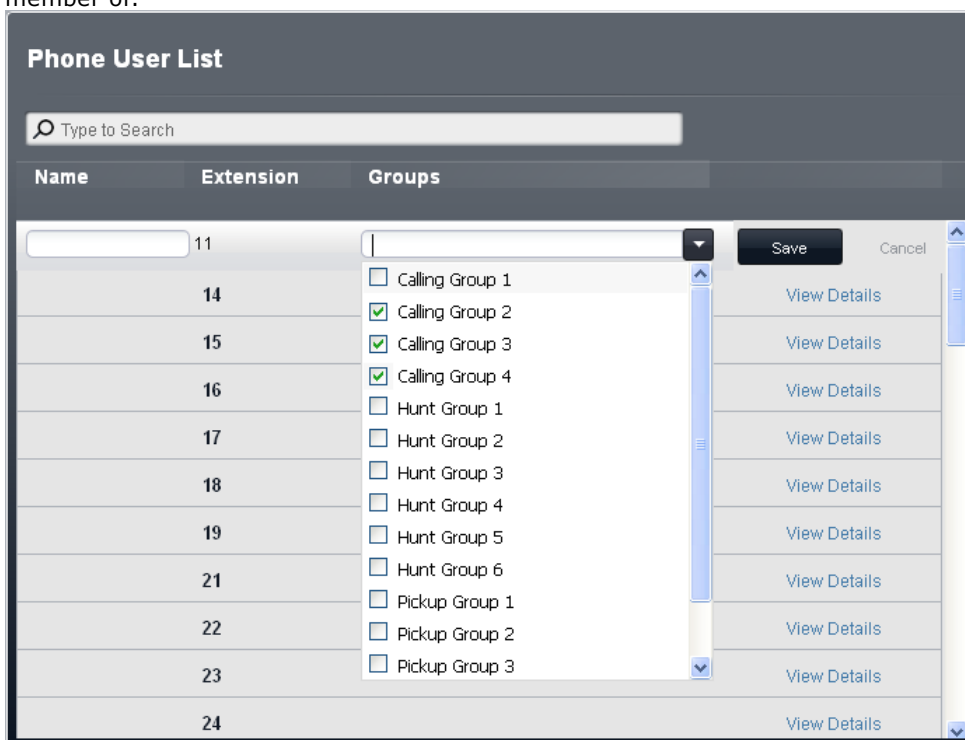 member of.
Phone User List
Type to Search
Name Extension Groups
11 Save Cancel
Calling Group 1
14 View Details
Calling Group 2
15 Calling Group 3 View Details
Calling Group 4
16 View Details
Hunt Group 1
17 Hunt Group 2 View Details
Hunt Group 3
18 View Details
Hunt Group 4
19 Hunt Group 5 View Details
Hunt Group 6
21 View Details
Pickup Group 1
22 Pickup Group 2 View Details
Pickup Group 3
23 View Details
24 View Details